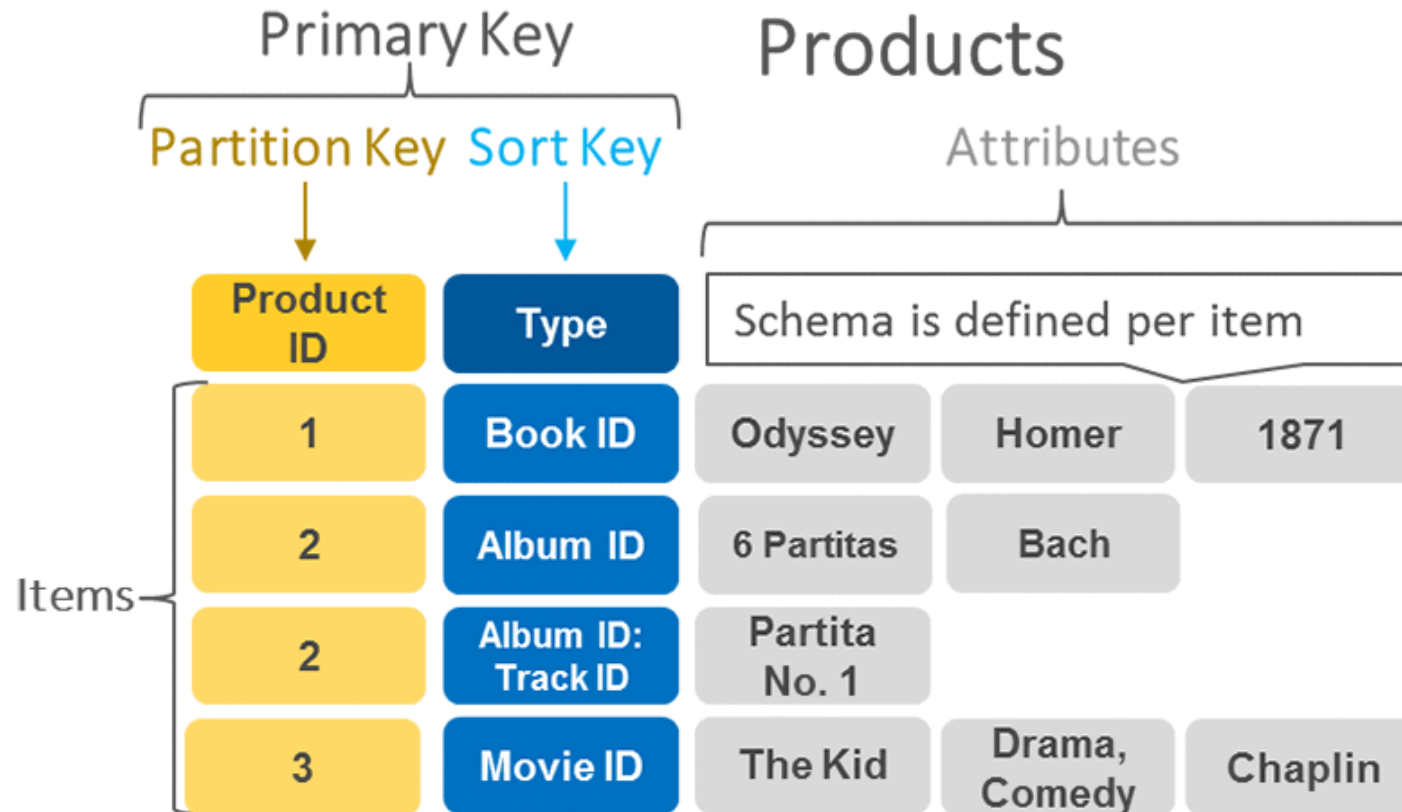 Primary Key
Products
Partition Key
Sort Key
Attributes
Product
ID
Type
Schema is defined per item
Items
1
Book ID
Odyssey
Homer
1871
2
Album ID
6 Partitas
Bach
2
Album ID:
Track ID
Partita
No. 1
3
Movie ID
The Kid
Drama,
Comedy
Chaplin